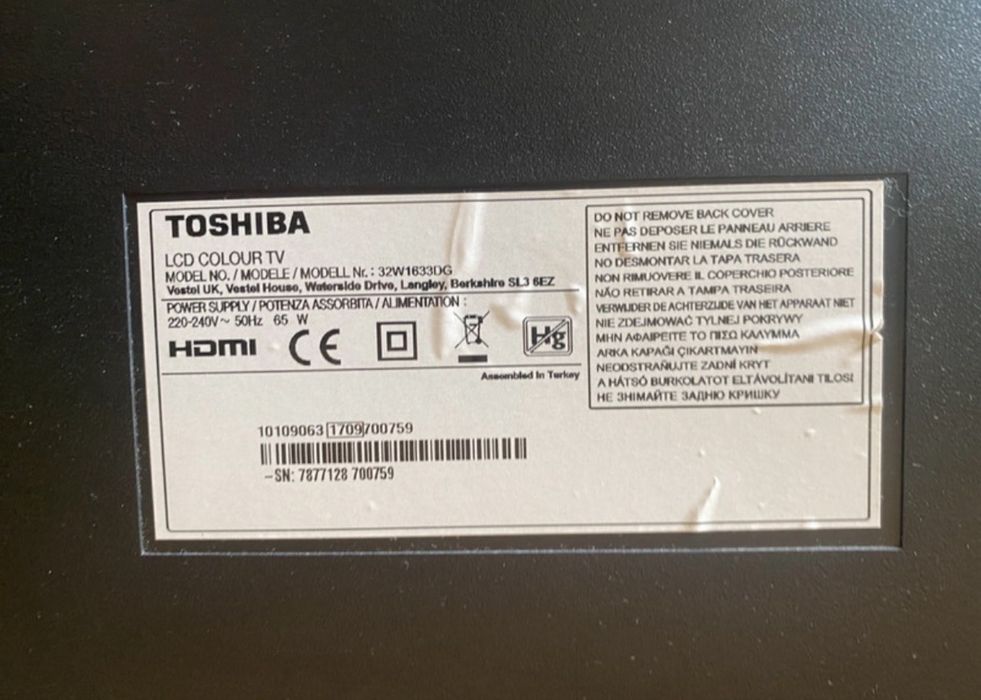 TOSHIBA
LCD COLOUR TV
MODEL NO. / MODELE / MODELL Nr. : 32W1633DG
Vestel UK, Vestel House, Waterside Drive, Langley, Berkshire SL3 6EZ
POWER SUPPLY / POTENZA ASSORBITA / ALIMENTATION :
220-240V~ 50Hz 65 W
HDMI CE Hg
Assembled in Turkey
10109063 1709 700759
-SN: 7877128 700759
DO NOT REMOVE BACK COVER
NE PAS DEPOSER LE PANNEAU ARRIERE
ENTFERNEN SIE NIEMALS DIE RÜCKWAND
NO DESMONTAR LA TAPA TRASERA
NON RIMUOVERE IL COPERCHIO POSTERIORE
NÃO RETIRAR A TAMPA TRASEIRA
VERWIJDER DE ACHTERZIJDE VAN HET APPARAAT NIET
NIE ZDEJMOWAĆ TYLNEJ POKRYWY
ΜΗΝ ΑΦΑΙΡΕΙΤΕ ΤΟ ΠΙΣΩ ΚΑΛΥΜΜΑ
ARKA KAPAĞI ÇIKARTMAYIN
NEODSTRAŇUJTE ZADNÍ KRYT
A HÁTSÓ BURKOLATOT ELTÁVOLÍTANI TILOS!
НЕ ЗНІМАЙТЕ ЗАДНЮ КРИШКУ